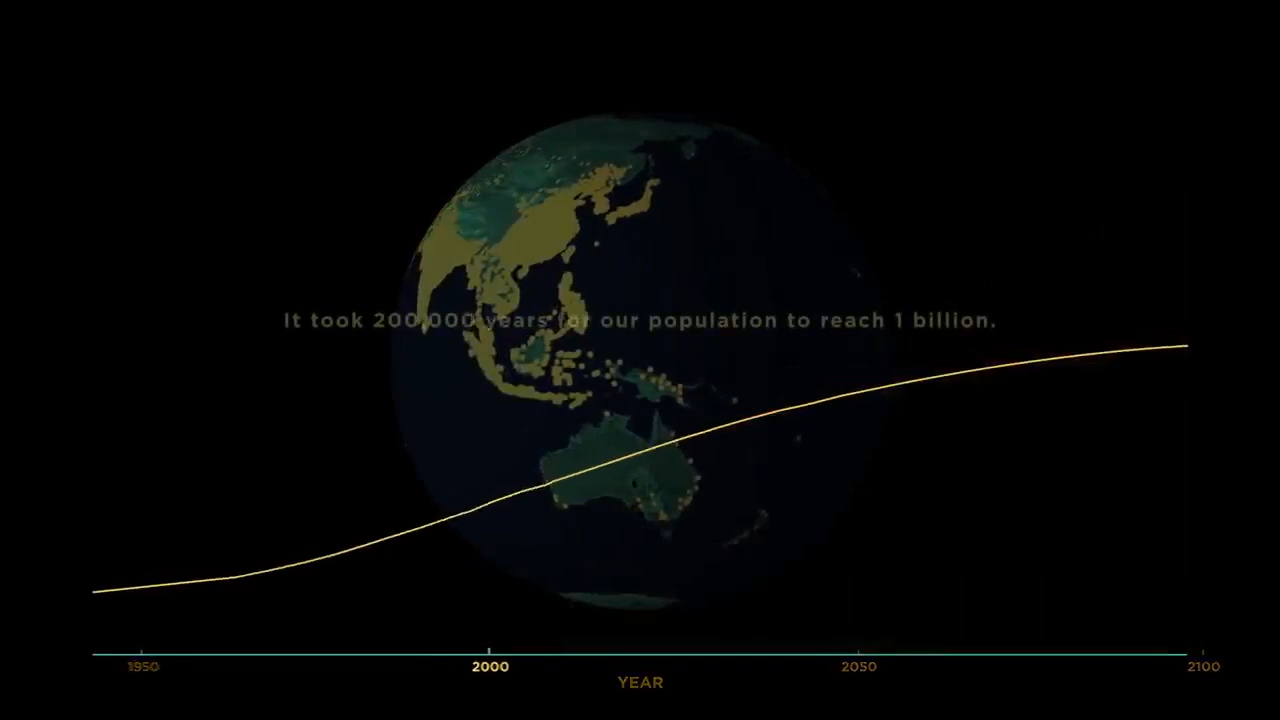 It took 200,000 years for our population to reach 1 billion.
1950 2000 2050 2100
YEAR